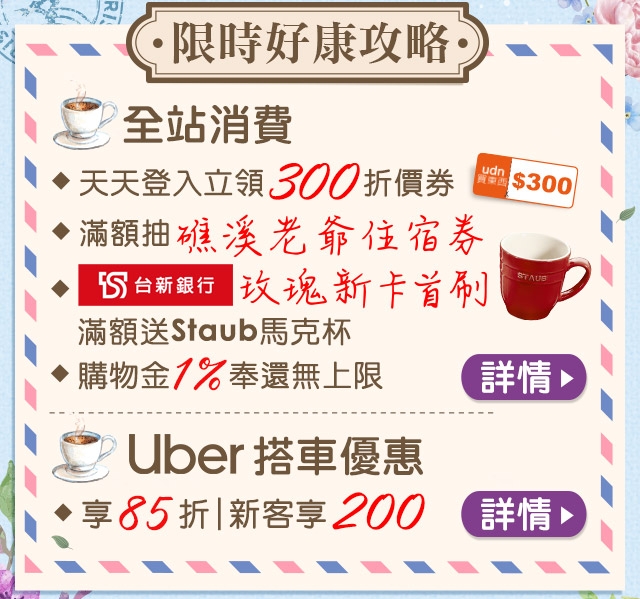 ·限時好康攻略·
全站消費
天天登入立領300折價券
udn
買東西
$300
滿額抽礁溪老爺住宿券
台新銀行 玫瑰新卡首刷
STAUB
滿額送Staub馬克杯
購物金1%奉還無上限
詳情
Uber 搭車優惠
享85折|新客享200
詳情